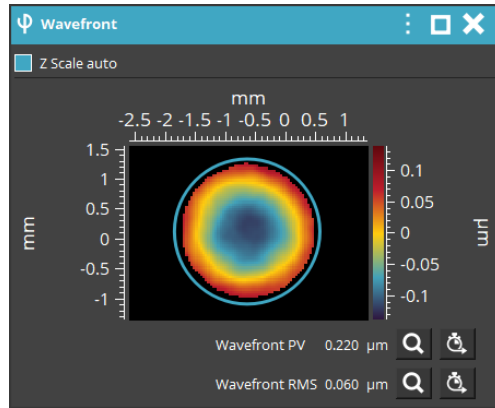 Wavefront
Z Scale auto
mm
-2.5 -2 -1.5 -1 -0.5 0 0.5 1
1.5
1
0.5
0
-0.5
-1
mm
0.1
0.05
0
-0.05
-0.1
µm
Wavefront PV 0.220 µm
Wavefront RMS 0.060 µm